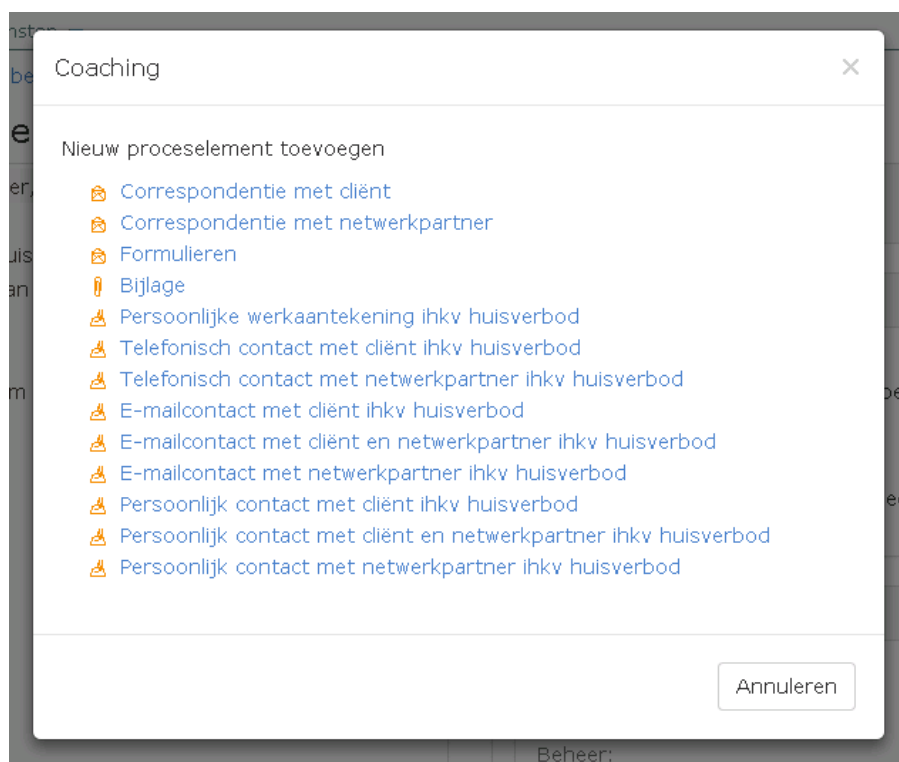 Coaching
Nieuw proceselement toevoegen
Correspondentie met cliënt
Correspondentie met netwerkpartner
Formulieren
Bijlage
Persoonlijke werkaantekening ihkv huisverbod
Telefonisch contact met cliënt ihkv huisverbod
Telefonisch contact met netwerkpartner ihkv huisverbod
E-mailcontact met cliënt ihkv huisverbod
E-mailcontact met cliënt en netwerkpartner ihkv huisverbod
E-mailcontact met netwerkpartner ihkv huisverbod
Persoonlijk contact met cliënt ihkv huisverbod
Persoonlijk contact met cliënt en netwerkpartner ihkv huisverbod
Persoonlijk contact met netwerkpartner ihkv huisverbod
Annuleren
Beheer: